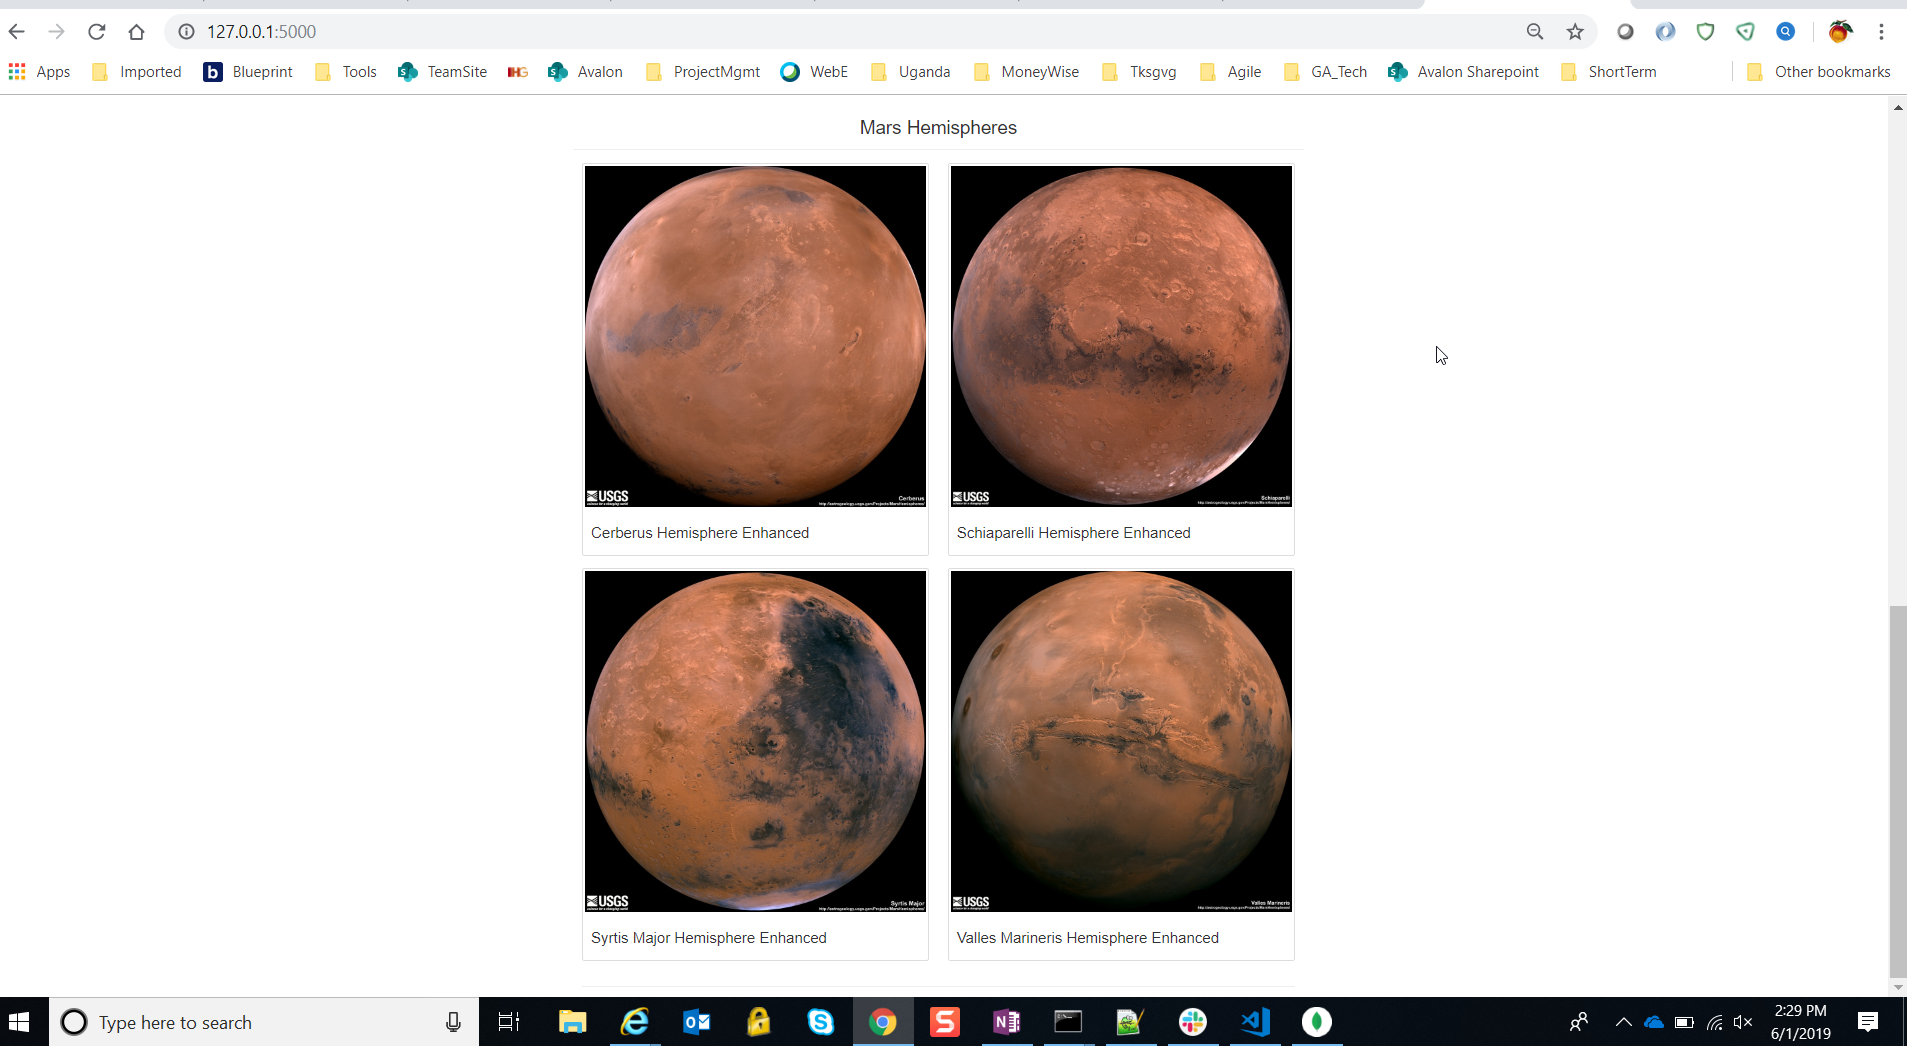 127.0.0.1:5000
Apps Imported Blueprint Tools TeamSite IHG Avalon ProjectMgmt WebE Uganda MoneyWise Tksgvg Agile GA_Tech Avalon Sharepoint ShortTerm Other bookmarks
Mars Hemispheres
USGS
Cerberus
Cerberus Hemisphere Enhanced
USGS
Schiaparelli
Schiaparelli Hemisphere Enhanced
USGS
Syrtis Major
Syrtis Major Hemisphere Enhanced
USGS
Valles Marineris
Valles Marineris Hemisphere Enhanced
Type here to search
2:29 PM
6/1/2019